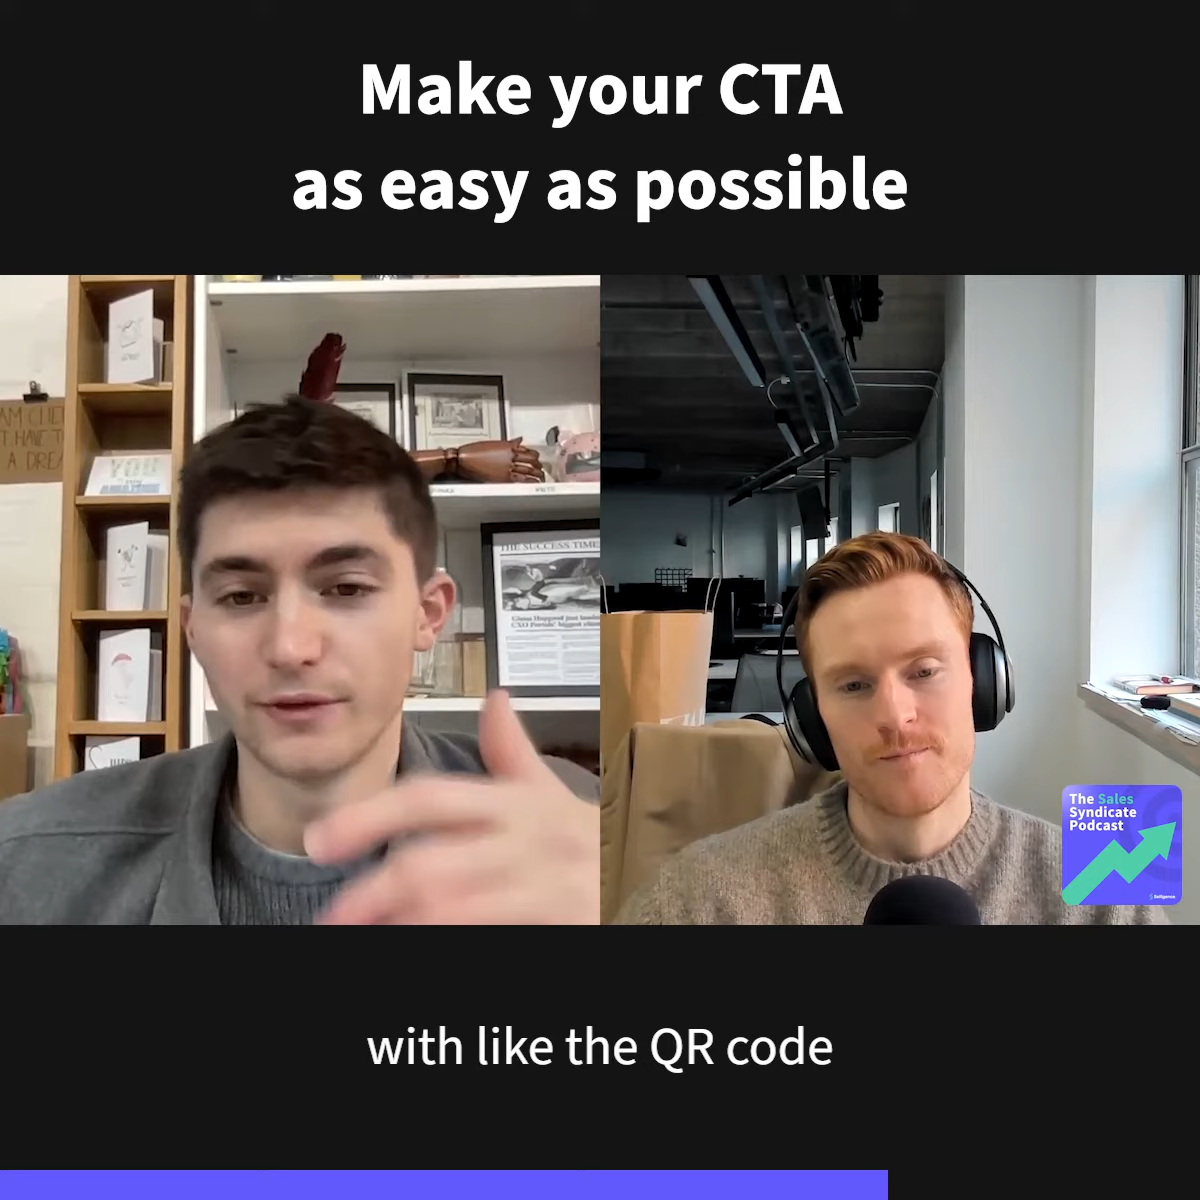 Make your CTA
as easy as possible
THE SUCCESS TIMES
The Sales
Syndicate
Podcast
with like the QR code